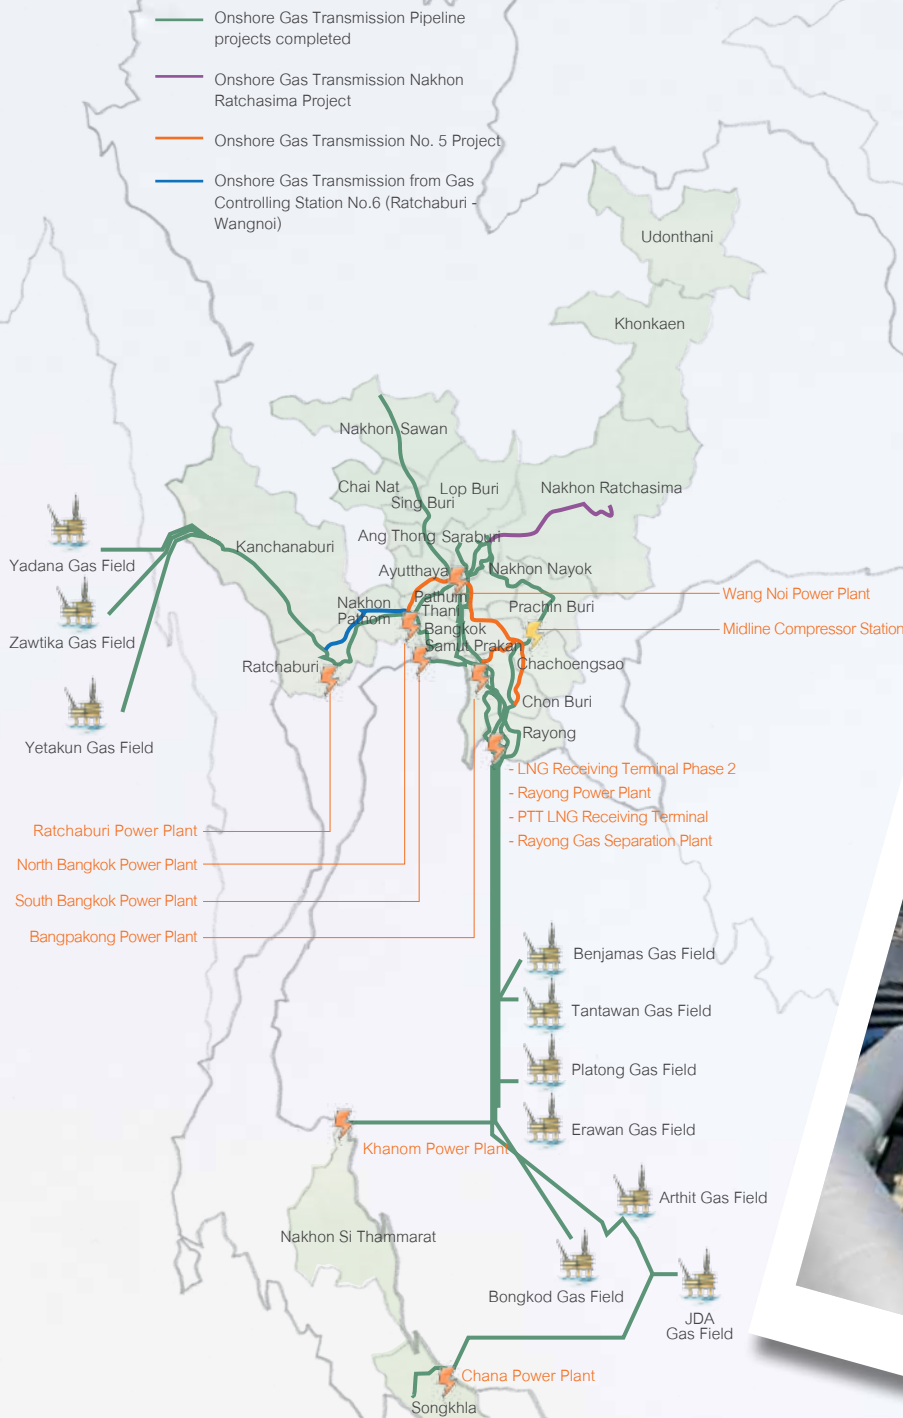 Onshore Gas Transmission Pipeline
projects completed
Onshore Gas Transmission Nakhon
Ratchasima Project
Onshore Gas Transmission No. 5 Project
Onshore Gas Transmission from Gas
Controlling Station No.6 (Ratchaburi -
Wangnoi)
Udonthani
Khonkaen
Nakhon Sawan
Chai Nat
Sing Buri
Lop Buri
Nakhon Ratchasima
Ang Thong
Saraburi
Yadana Gas Field
Kanchanaburi
Ayutthaya
Nakhon Nayok
Pathum
Thani
Nakhon
Pathom
Prachin Buri
Wang Noi Power Plant
Zawtika Gas Field
Bangkok
Midline Compressor Station
Samut Prakan
Ratchaburi
Chachoengsao
Chon Buri
Rayong
Yetakun Gas Field
- LNG Receiving Terminal Phase 2
- Rayong Power Plant
- PTT LNG Receiving Terminal
- Rayong Gas Separation Plant
Ratchaburi Power Plant
North Bangkok Power Plant
South Bangkok Power Plant
Bangpakong Power Plant
Benjamas Gas Field
Tantawan Gas Field
Platong Gas Field
Erawan Gas Field
Khanom Power Plant
Arthit Gas Field
Nakhon Si Thammarat
Bongkod Gas Field
JDA
Gas Field
Chana Power Plant
Songkhla